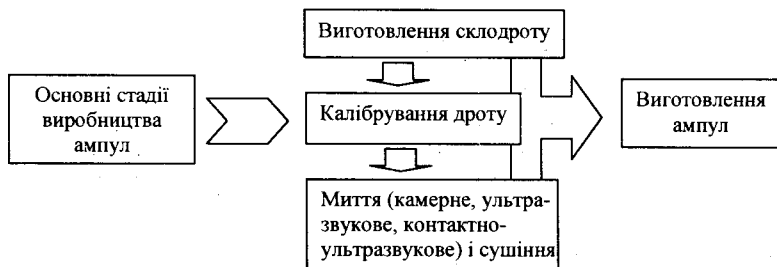 Виготовлення склодроту
Основні стадії
виробництва
ампул
Калібрування дроту
Виготовлення
ампул
Миття (камерне, ультра-
звукове, контактно-
ультразвукове) і сушіння